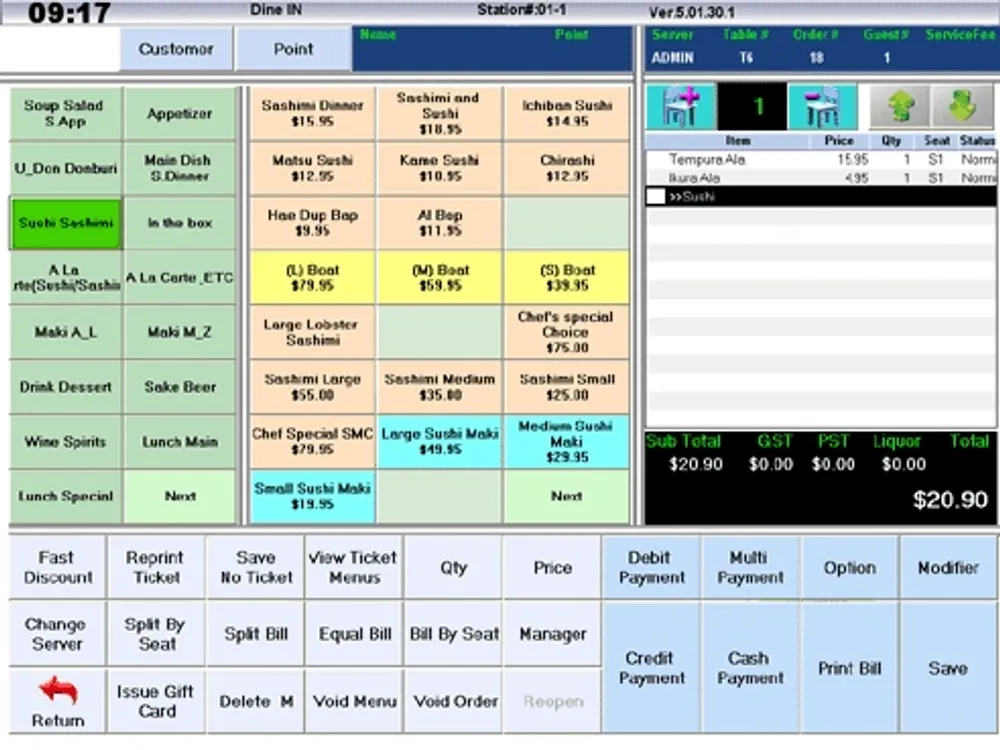 09:17
Dine IN
Station#:01-1
Ver.5.01.30.1
Customer
Point
Name
Point
Server
Table #
Order #
Guest#
ServiceFee
ADMIN
T6
18
1
Soup Salad
S.App
Appetizer
U_Don Donburi
Main Dish
S.Dinner
Sushi Sashimi
In the box
A La
rte(Sushi/Sashi
A La Carte_ETC
Maki A_L
Maki M_Z
Drink Dessert
Sake Beer
Wine Spirits
Lunch Main
Lunch Special
Next
Sashimi Dinner
$15.95
Sashimi and
Sushi
$18.95
Ichiban Sushi
$14.95
Matsu Sushi
$12.95
Kame Sushi
$10.95
Chirashi
$12.95
Hae Dup Bap
$9.95
Al Bap
$11.95
(L) Boat
$79.95
(M) Boat
$59.95
(S) Boat
$39.95
Large Lobster
Sashimi
Chef's special
Choice
$75.00
Sashimi Large
$55.00
Sashimi Medium
$35.00
Sashimi Small
$25.00
Chef Special SMC
$79.95
Large Sushi Maki
$49.95
Medium Sushi
Maki
$29.95
Small Sushi Maki
$19.95
Next
1
Item Price Qty Seat Status
Tempura Ala 15.95 1 S1 Norm
Ikura Ala 4.95 1 S1 Norm
>>Sushi
Sub Total GST PST Liquor Total
$20.90 $0.00 $0.00 $0.00
$20.90
Fast
Discount
Reprint
Ticket
Save
No Ticket
View Ticket
Menus
Qty
Price
Debit
Payment
Multi
Payment
Option
Modifier
Change
Server
Split By
Seat
Split Bill
Equal Bill
Bill By Seat
Manager
Credit
Payment
Cash
Payment
Print Bill
Save
Return
Issue Gift
Card
Delete M
Void Menu
Void Order
Reopen